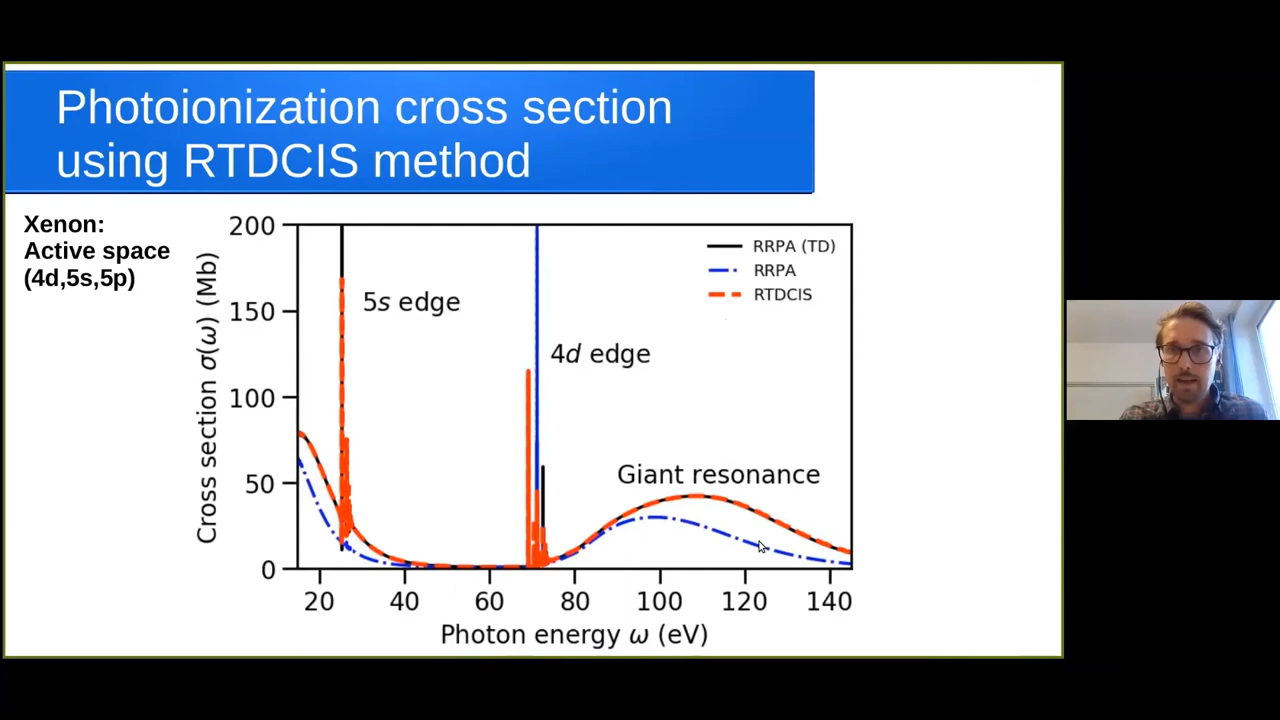 Photoionization cross section
using RTDCIS method
Xenon:
Active space
(4d,5s,5p)
Cross section σ(ω) (Mb)
200
150
100
50
0
5s edge
4d edge
Giant resonance
RRPA (TD)
RRPA
RTDCIS
20 40 60 80 100 120 140
Photon energy ω (eV)